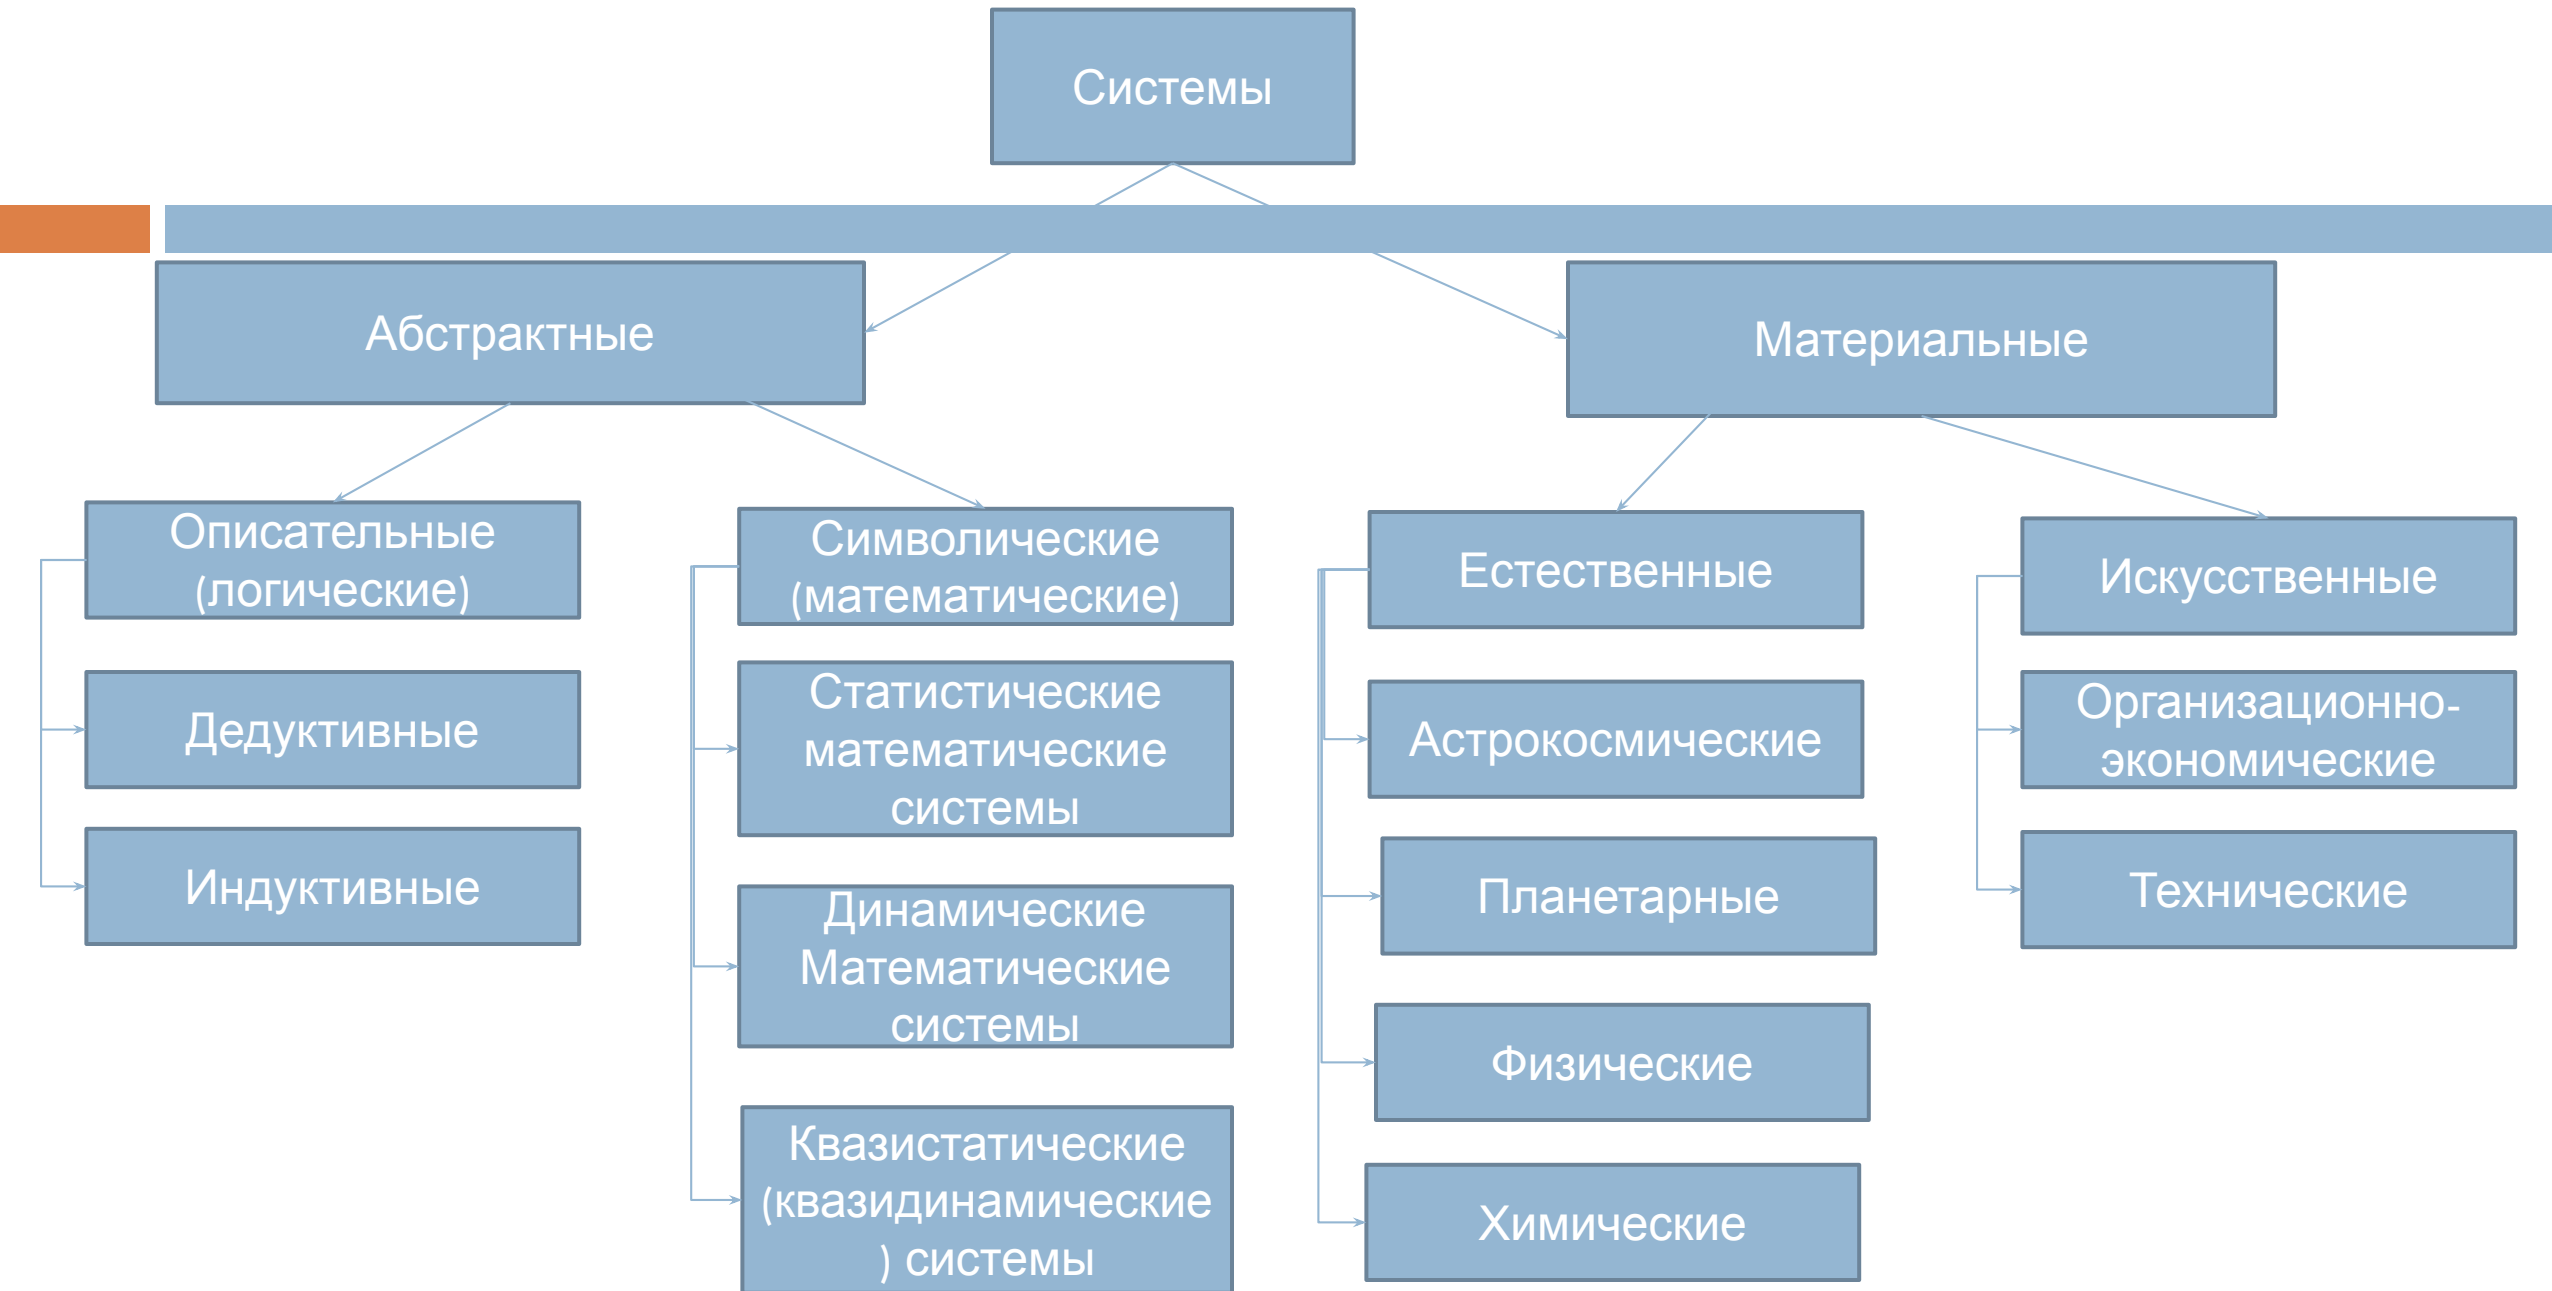 Системы
Абстрактные
Материальные
Описательные
(логические)
Дедуктивные
Индуктивные
Символические
(математические)
Статистические
математические
системы
Динамические
Математические
системы
Квазистатические
(квазидинамические
) системы
Естественные
Астрокосмические
Планетарные
Физические
Химические
Искусственные
Организационно-
экономические
Технические